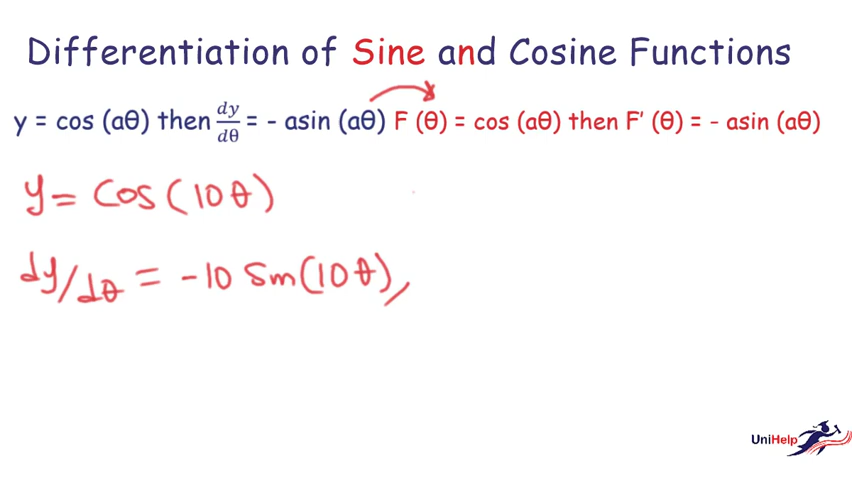 Differentiation of Sine and Cosine Functions
y = cos (aθ) then dy/dθ = - asin (aθ) F (θ) = cos (aθ) then F' (θ) = - asin (aθ)
y = Cos (10θ)
dy/dθ = -10 Sin(10θ),
UniHelp